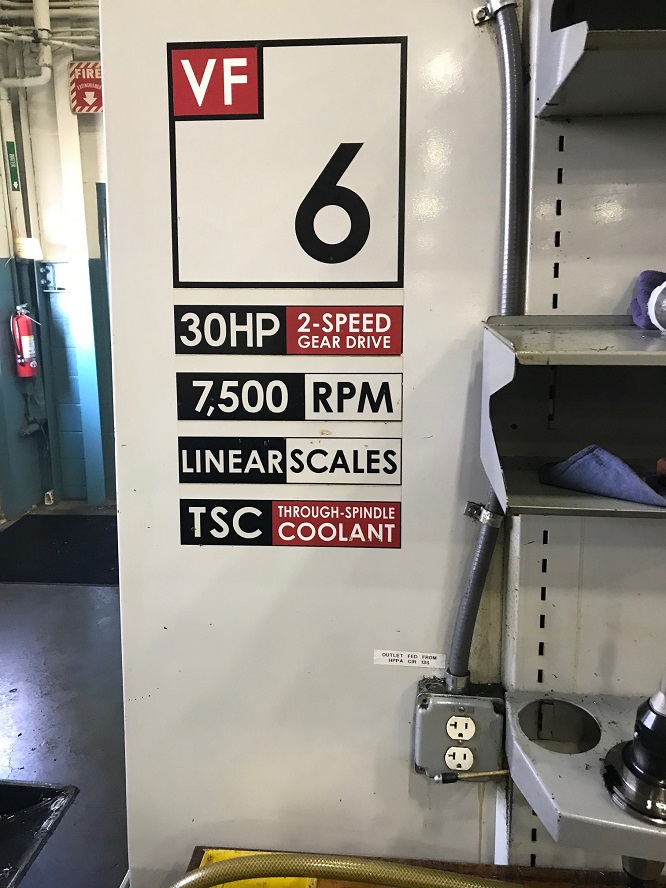 FIRE
EXTINGUISHER
VF
6
30HP 2-SPEED
GEAR DRIVE
7,500 RPM
LINEAR SCALES
TSC THROUGH-SPINDLE
COOLANT
OUTLET FED FROM